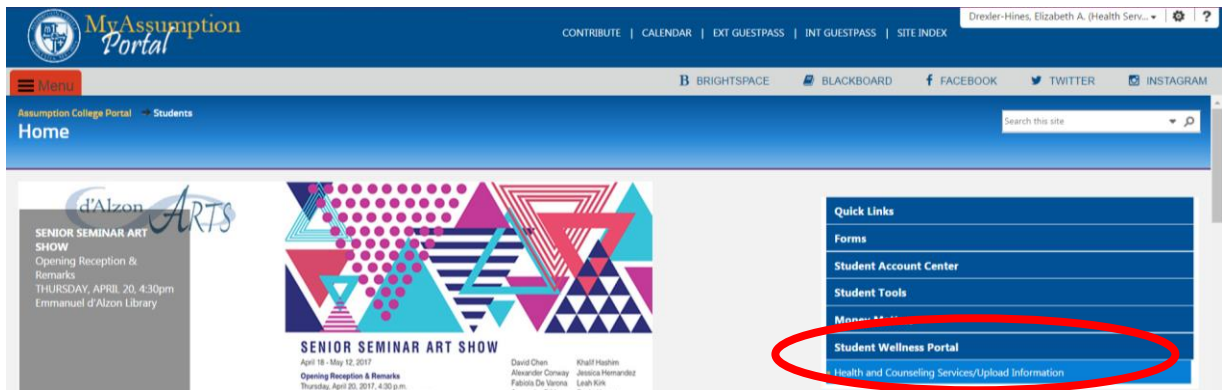 MyAssumption
Portal
CONTRIBUTE | CALENDAR | EXT GUESTPASS | INT GUESTPASS | SITE INDEX
Drexler-Hines, Elizabeth A. (Health Serv...
?
Menu
B BRIGHTSPACE
BLACKBOARD
FACEBOOK
TWITTER
INSTAGRAM
Assumption College Portal
Students
Home
Search this site
d'Alzon ARTS
SENIOR SEMINAR ART
SHOW
Opening Reception &
Remarks
THURSDAY, APRIL 20, 4:30pm
Emmanuel d'Alzon Library
SENIOR SEMINAR ART SHOW
April 18 - May 12, 2017
Opening Reception & Remarks
Thursday, April 20, 2017, 4:30 p.m.
David Chen
Alexander Conway
Fabiola De Varona
Khalif Hashim
Jessica Hernandez
Leah Kirk
Quick Links
Forms
Student Account Center
Student Tools
Student Wellness Portal
Health and Counseling Services/Upload Information